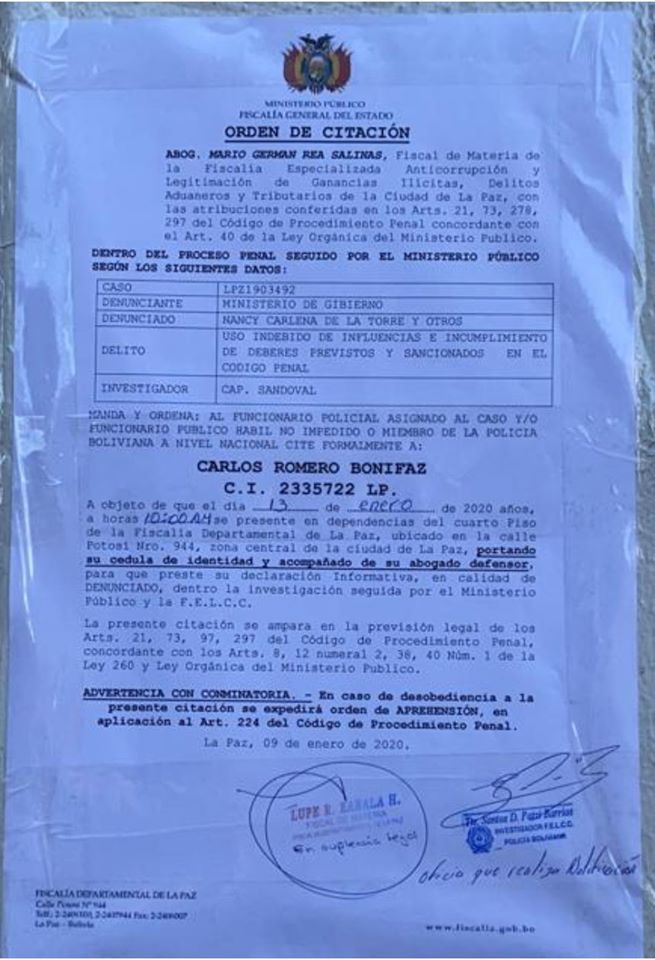 MINISTERIO PÚBLICO
FISCALÍA GENERAL DEL ESTADO
ORDEN DE CITACIÓN
ABOG. MARIO GERMAN REA SALINAS, Fiscal de Materia de
la Fiscalía Especializada Anticorrupción y
Legitimación de Ganancias Ilícitas, Delitos
Aduaneros y Tributarios de la Ciudad de La Paz, con
las atribuciones conferidas en los Arts. 21, 73, 278,
297 del Código de Procedimiento Penal concordante con
el Art. 40 de la Ley Orgánica del Ministerio Publico.
DENTRO DEL PROCESO PENAL SEGUIDO POR EL MINISTERIO PÚBLICO
SEGÚN LOS SIGUIENTES DATOS:
CASO LPZ1903492
DENUNCIANTE MINISTERIO DE GIBIERNO
DENUNCIADO NANCY CARLENA DE LA TORRE Y OTROS
DELITO USO INDEBIDO DE INFLUENCIAS E INCUMPLIMIENTO
DE DEBERES PREVISTOS Y SANCIONADOS EN EL
CODIGO PENAL
INVESTIGADOR CAP. SANDOVAL
MANDA Y ORDENA: AL FUNCIONARIO POLICIAL ASIGNADO AL CASO Y/O
FUNCIONARIO PUBLICO HABIL NO IMPEDIDO O MIEMBRO DE LA POLICIA
BOLIVIANA A NIVEL NACIONAL CITE FORMALMENTE A:
CARLOS ROMERO BONIFAZ
C.I. 2335722 LP.
A objeto de que el día 13 de enero de 2020 años,
a horas 10:00 AM se presente en dependencias del cuarto Piso
de la Fiscalía Departamental de La Paz, ubicado en la calle
Potosí Nro. 944, zona central de la ciudad de La Paz, portando
su cedula de identidad y acompañado de su abogado defensor,
para que preste su declaración Informativa, en calidad de
DENUNCIADO, dentro la investigación seguida por el Ministerio
Público y la F.E.L.C.C.
La presente citación se ampara en la previsión legal de los
Arts. 21, 73, 97, 297 del Código de Procedimiento Penal,
concordante con los Arts. 8, 12 numeral 2, 38, 40 Núm. 1 de la
Ley 260 y Ley Orgánica del Ministerio Publico.
ADVERTENCIA CON CONMINATORIA. - En caso de desobediencia a la
presente citación se expedirá orden de APREHENSIÓN, en
aplicación al Art. 224 del Código de Procedimiento Penal.
La Paz, 09 de enero de 2020.
LUPE R. ZABALA H.
FISCAL DE MATERIA
En suplencia legal
INVESTIGADOR F.E.L.C.C.
POLICIA BOLIVIANA
oficial que realiza Notificación
FISCALÍA DEPARTAMENTAL DE LA PAZ
Calle Potosí Nº 944
La Paz - Bolivia
www.fiscalia.gob.bo